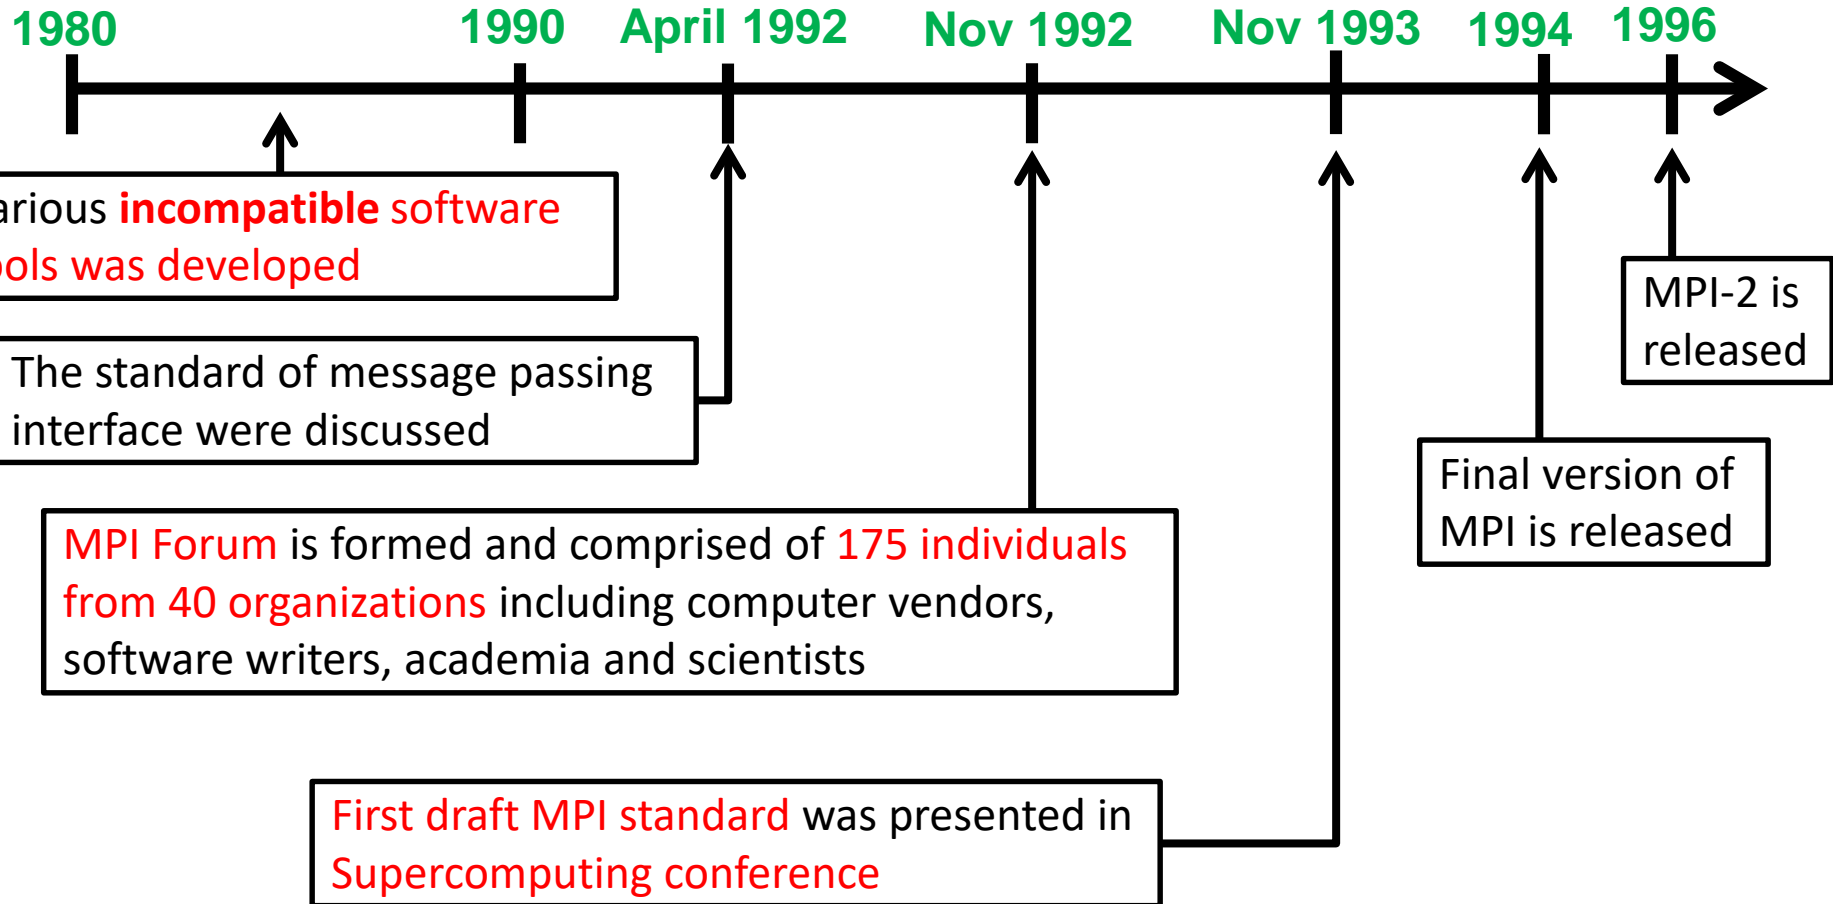 1980 1990 April 1992 Nov 1992 Nov 1993 1994 1996
arious incompatible software
ools was developed
The standard of message passing
interface were discussed
MPI-2 is
released
Final version of
MPI is released
MPI Forum is formed and comprised of 175 individuals
from 40 organizations including computer vendors,
software writers, academia and scientists
First draft MPI standard was presented in
Supercomputing conference